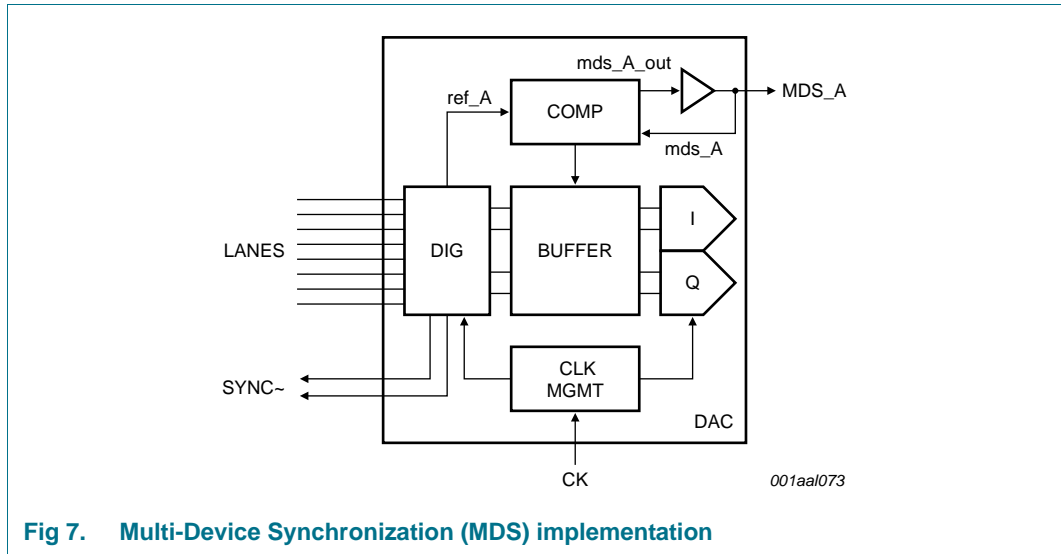 mds_A_out
MDS_A
ref_A
COMP
mds_A
LANES
DIG
BUFFER
I
Q
SYNC~
CLK
MGMT
DAC
CK
001aal073
Fig 7. Multi-Device Synchronization (MDS) implementation